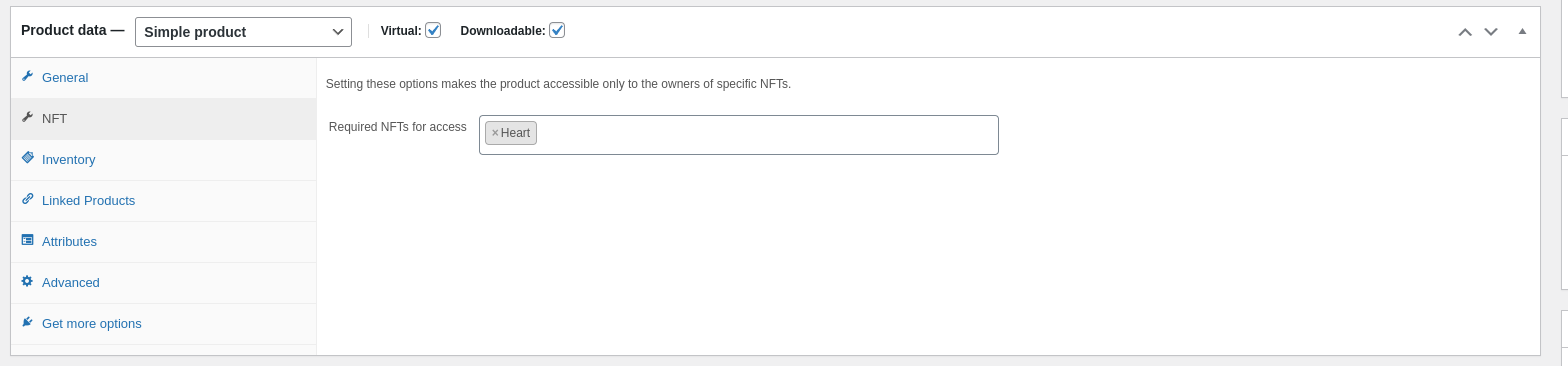 Product data — Simple product Virtual: Downloadable:
General
NFT
Inventory
Linked Products
Attributes
Advanced
Get more options
Setting these options makes the product accessible only to the owners of specific NFTs.
Required NFTs for access × Heart